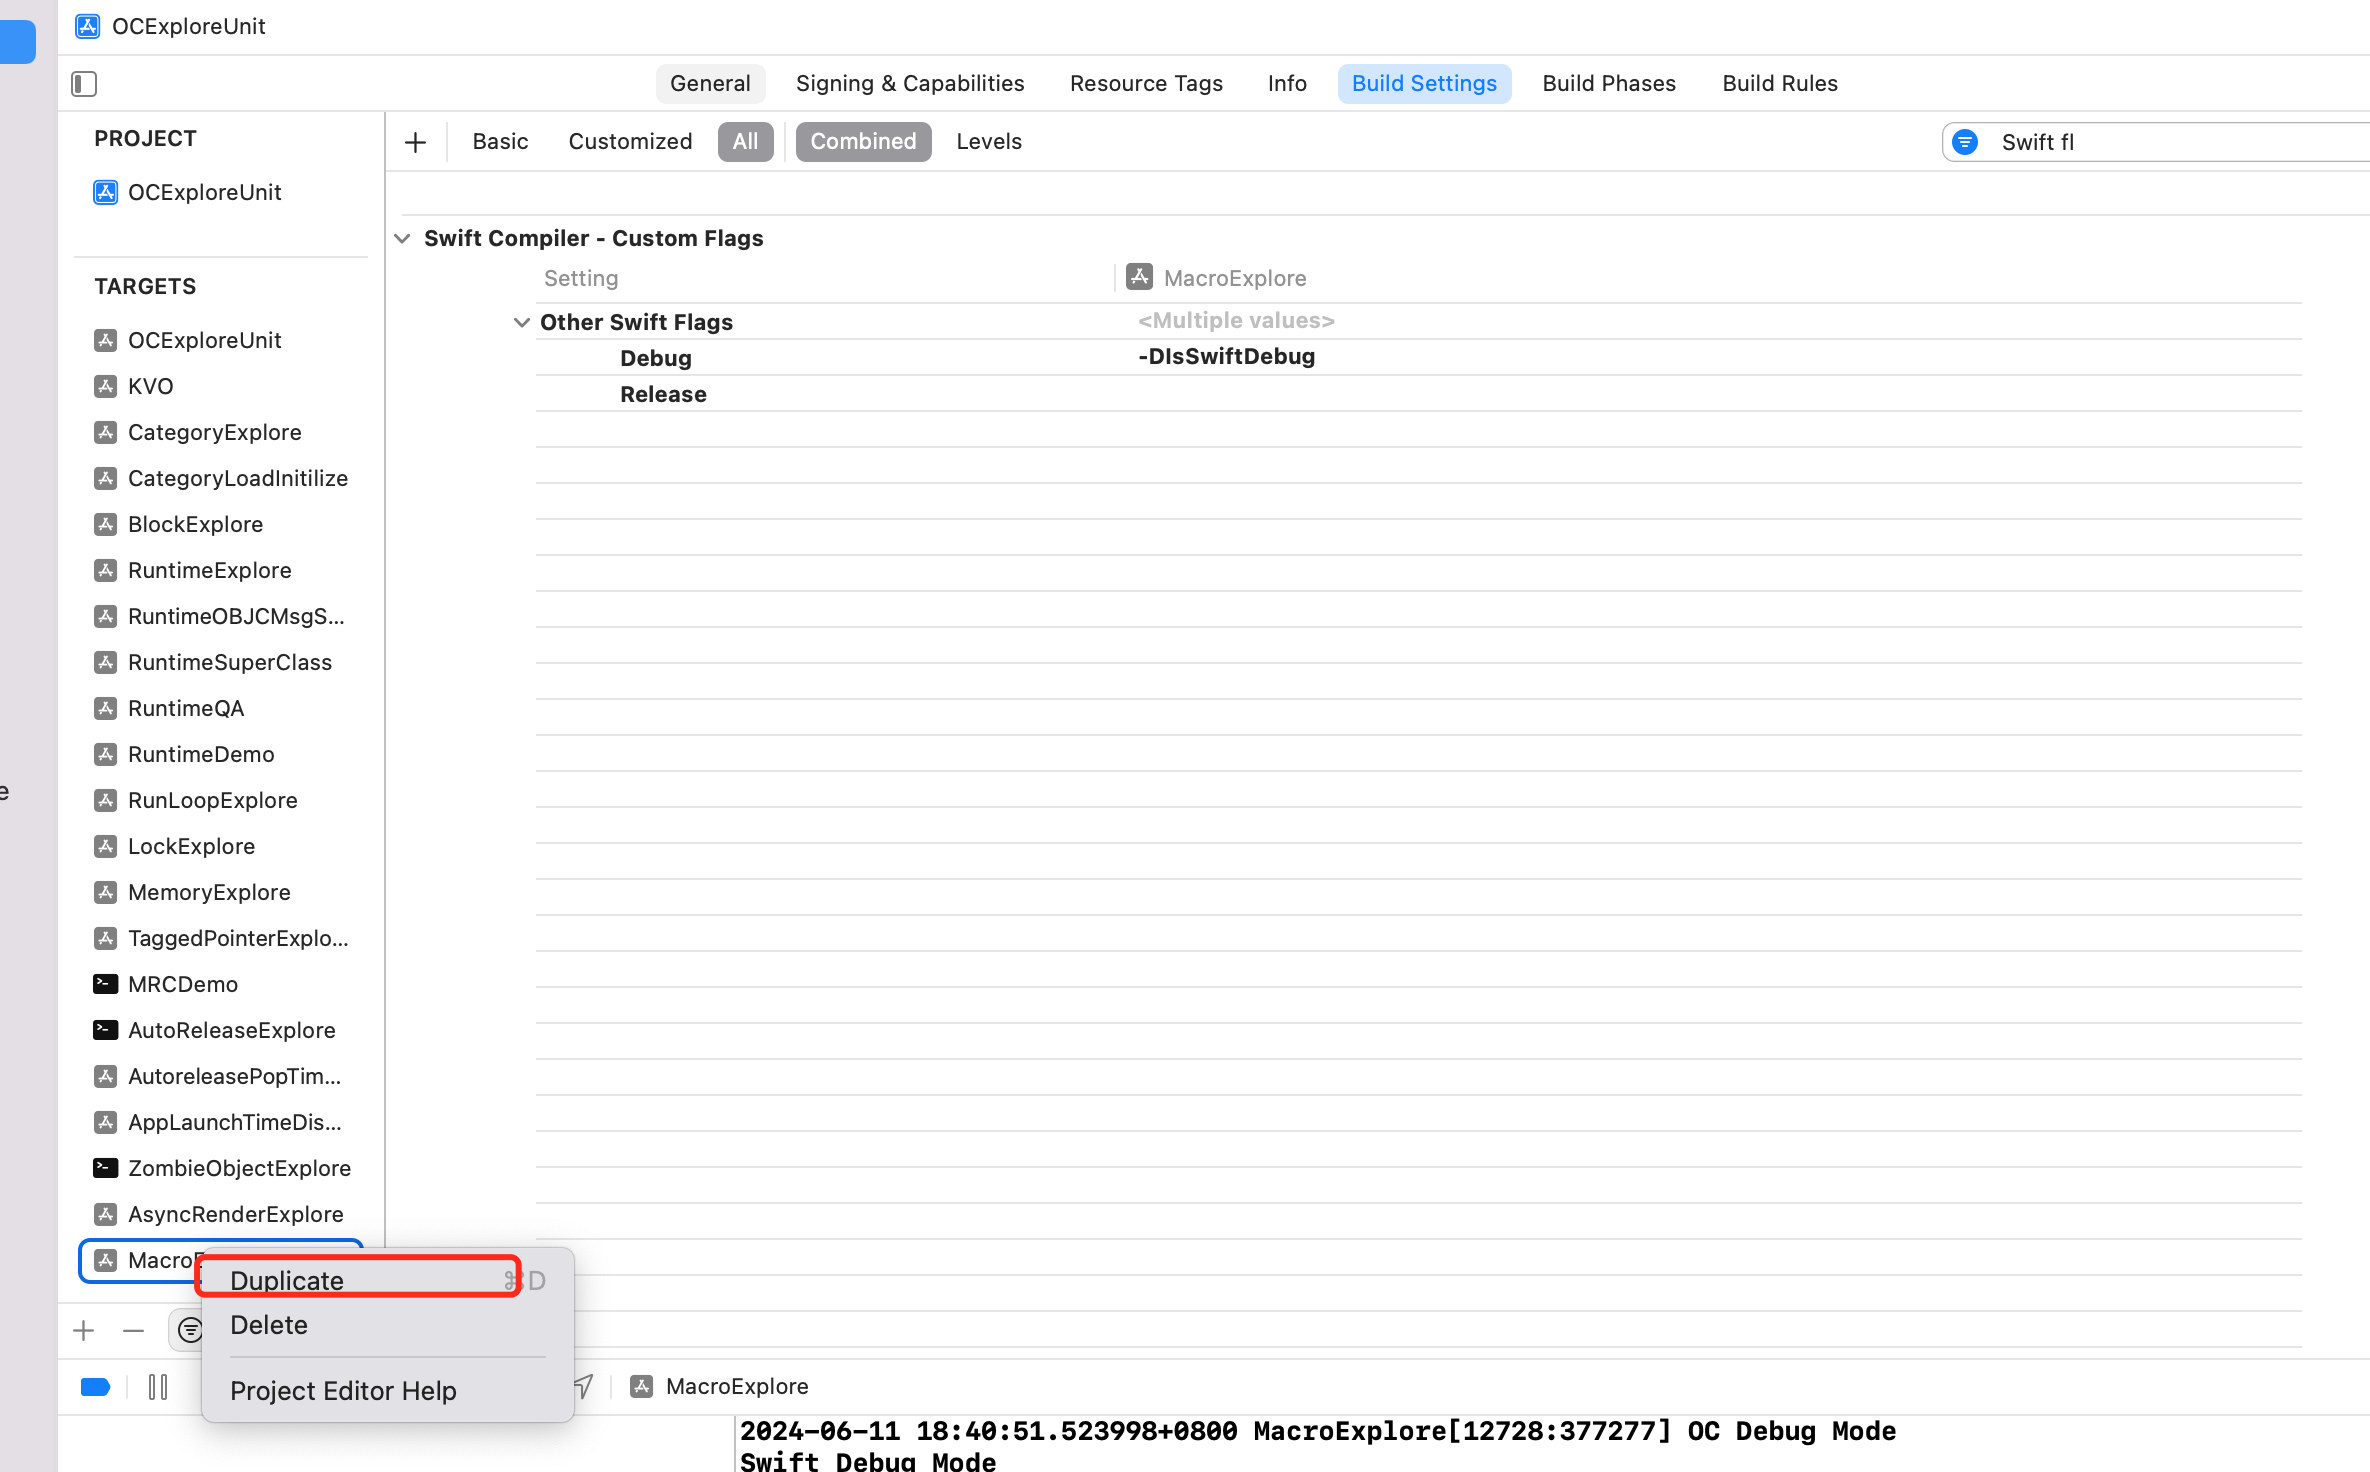 OCExploreUnit
General Signing & Capabilities Resource Tags Info Build Settings Build Phases Build Rules
PROJECT
OCExploreUnit
TARGETS
OCExploreUnit
KVO
CategoryExplore
CategoryLoadInitilize
BlockExplore
RuntimeExplore
RuntimeOBJCMsgS...
RuntimeSuperClass
RuntimeQA
RuntimeDemo
RunLoopExplore
LockExplore
MemoryExplore
TaggedPointerExplo...
MRCDemo
AutoReleaseExplore
AutoreleasePopTim...
AppLaunchTimeDis...
ZombieObjectExplore
AsyncRenderExplore
MacroE
Duplicate ⌘D
Delete
Project Editor Help
Basic Customized All Combined Levels Swift fl
Swift Compiler - Custom Flags
Setting MacroExplore
Other Swift Flags <Multiple values>
Debug -DIsSwiftDebug
Release
MacroExplore
2024-06-11 18:40:51.523998+0800 MacroExplore[12728:377277] OC Debug Mode
Swift Debug Mode
e